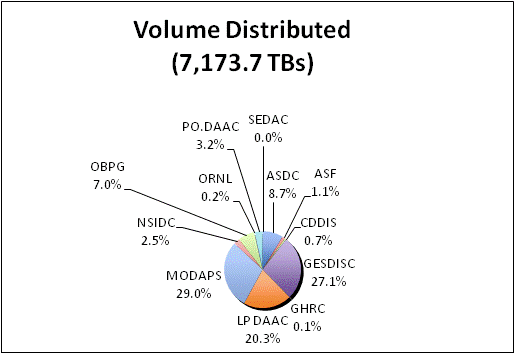 Volume Distributed
(7,173.7 TBs)
SEDAC
0.0%
ASDC
8.7%
ASF
1.1%
CDDIS
0.7%
GESDISC
27.1%
GHRC
0.1%
LP DAAC
20.3%
MODAPS
29.0%
NSIDC
2.5%
OBPG
7.0%
ORNL
0.2%
PO.DAAC
3.2%